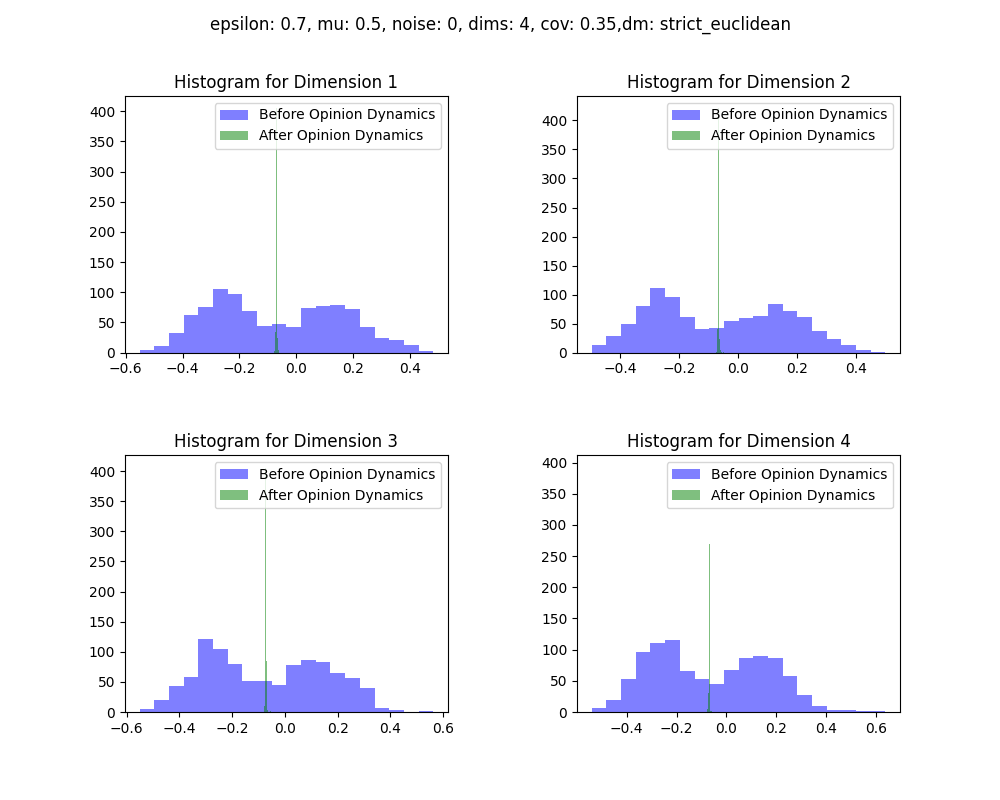 epsilon: 0.7, mu: 0.5, noise: 0, dims: 4, cov: 0.35,dm: strict_euclidean
Histogram for Dimension 1
Before Opinion Dynamics
After Opinion Dynamics
400
350
300
250
200
150
100
50
0
−0.6 −0.4 −0.2 0.0 0.2 0.4
Histogram for Dimension 2
Before Opinion Dynamics
After Opinion Dynamics
400
350
300
250
200
150
100
50
0
−0.4 −0.2 0.0 0.2 0.4
Histogram for Dimension 3
Before Opinion Dynamics
After Opinion Dynamics
400
350
300
250
200
150
100
50
0
−0.6 −0.4 −0.2 0.0 0.2 0.4 0.6
Histogram for Dimension 4
Before Opinion Dynamics
After Opinion Dynamics
400
350
300
250
200
150
100
50
0
−0.4 −0.2 0.0 0.2 0.4 0.6